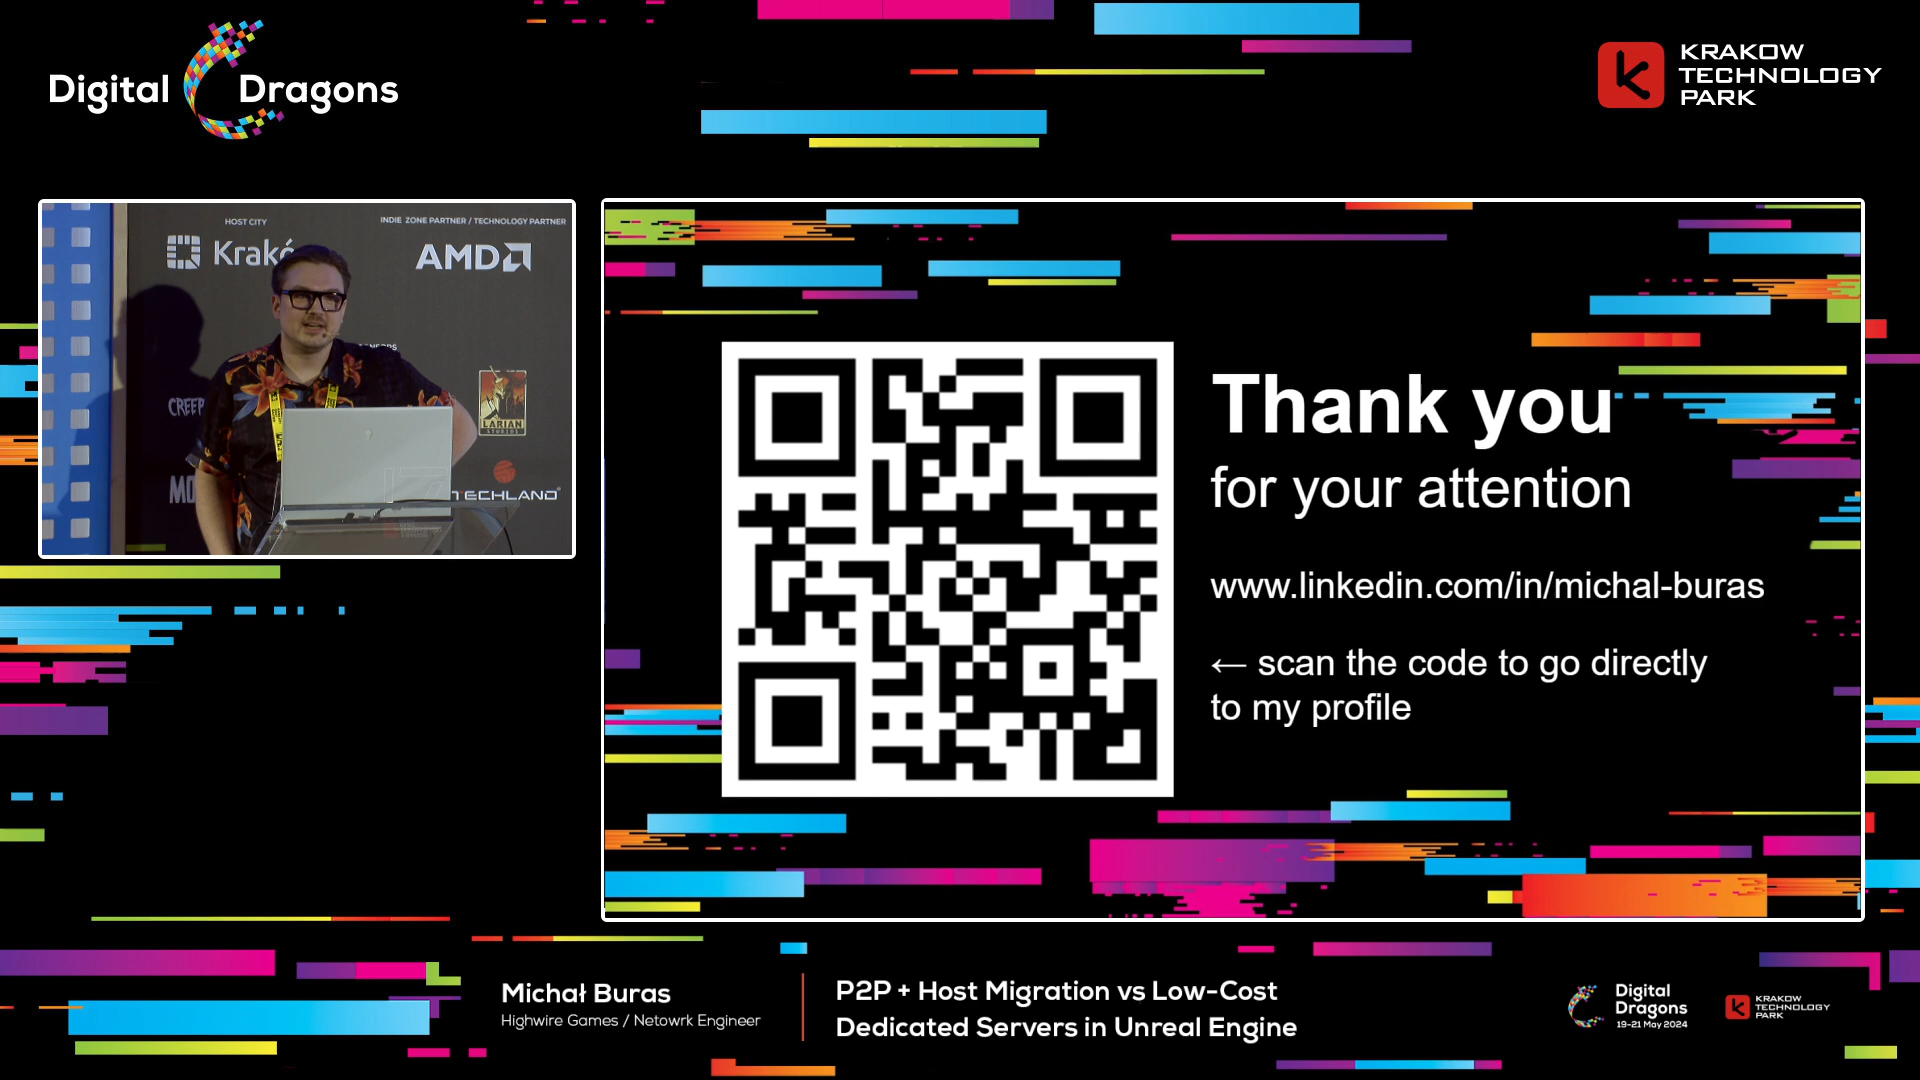 Digital Dragons
KRAKOW
TECHNOLOGY
PARK
HOST CITY
INDIE ZONE PARTNER / TECHNOLOGY PARTNER
AMD
CREEP
LARIAN
STUDIOS
TECHLAND
Thank you
for your attention
www.linkedin.com/in/michal-buras
← scan the code to go directly
to my profile
Michał Buras
Highwire Games / Netowrk Engineer
P2P + Host Migration vs Low-Cost
Dedicated Servers in Unreal Engine
Digital
Dragons
19-21 May 2024
KRAKOW
TECHNOLOGY
PARK